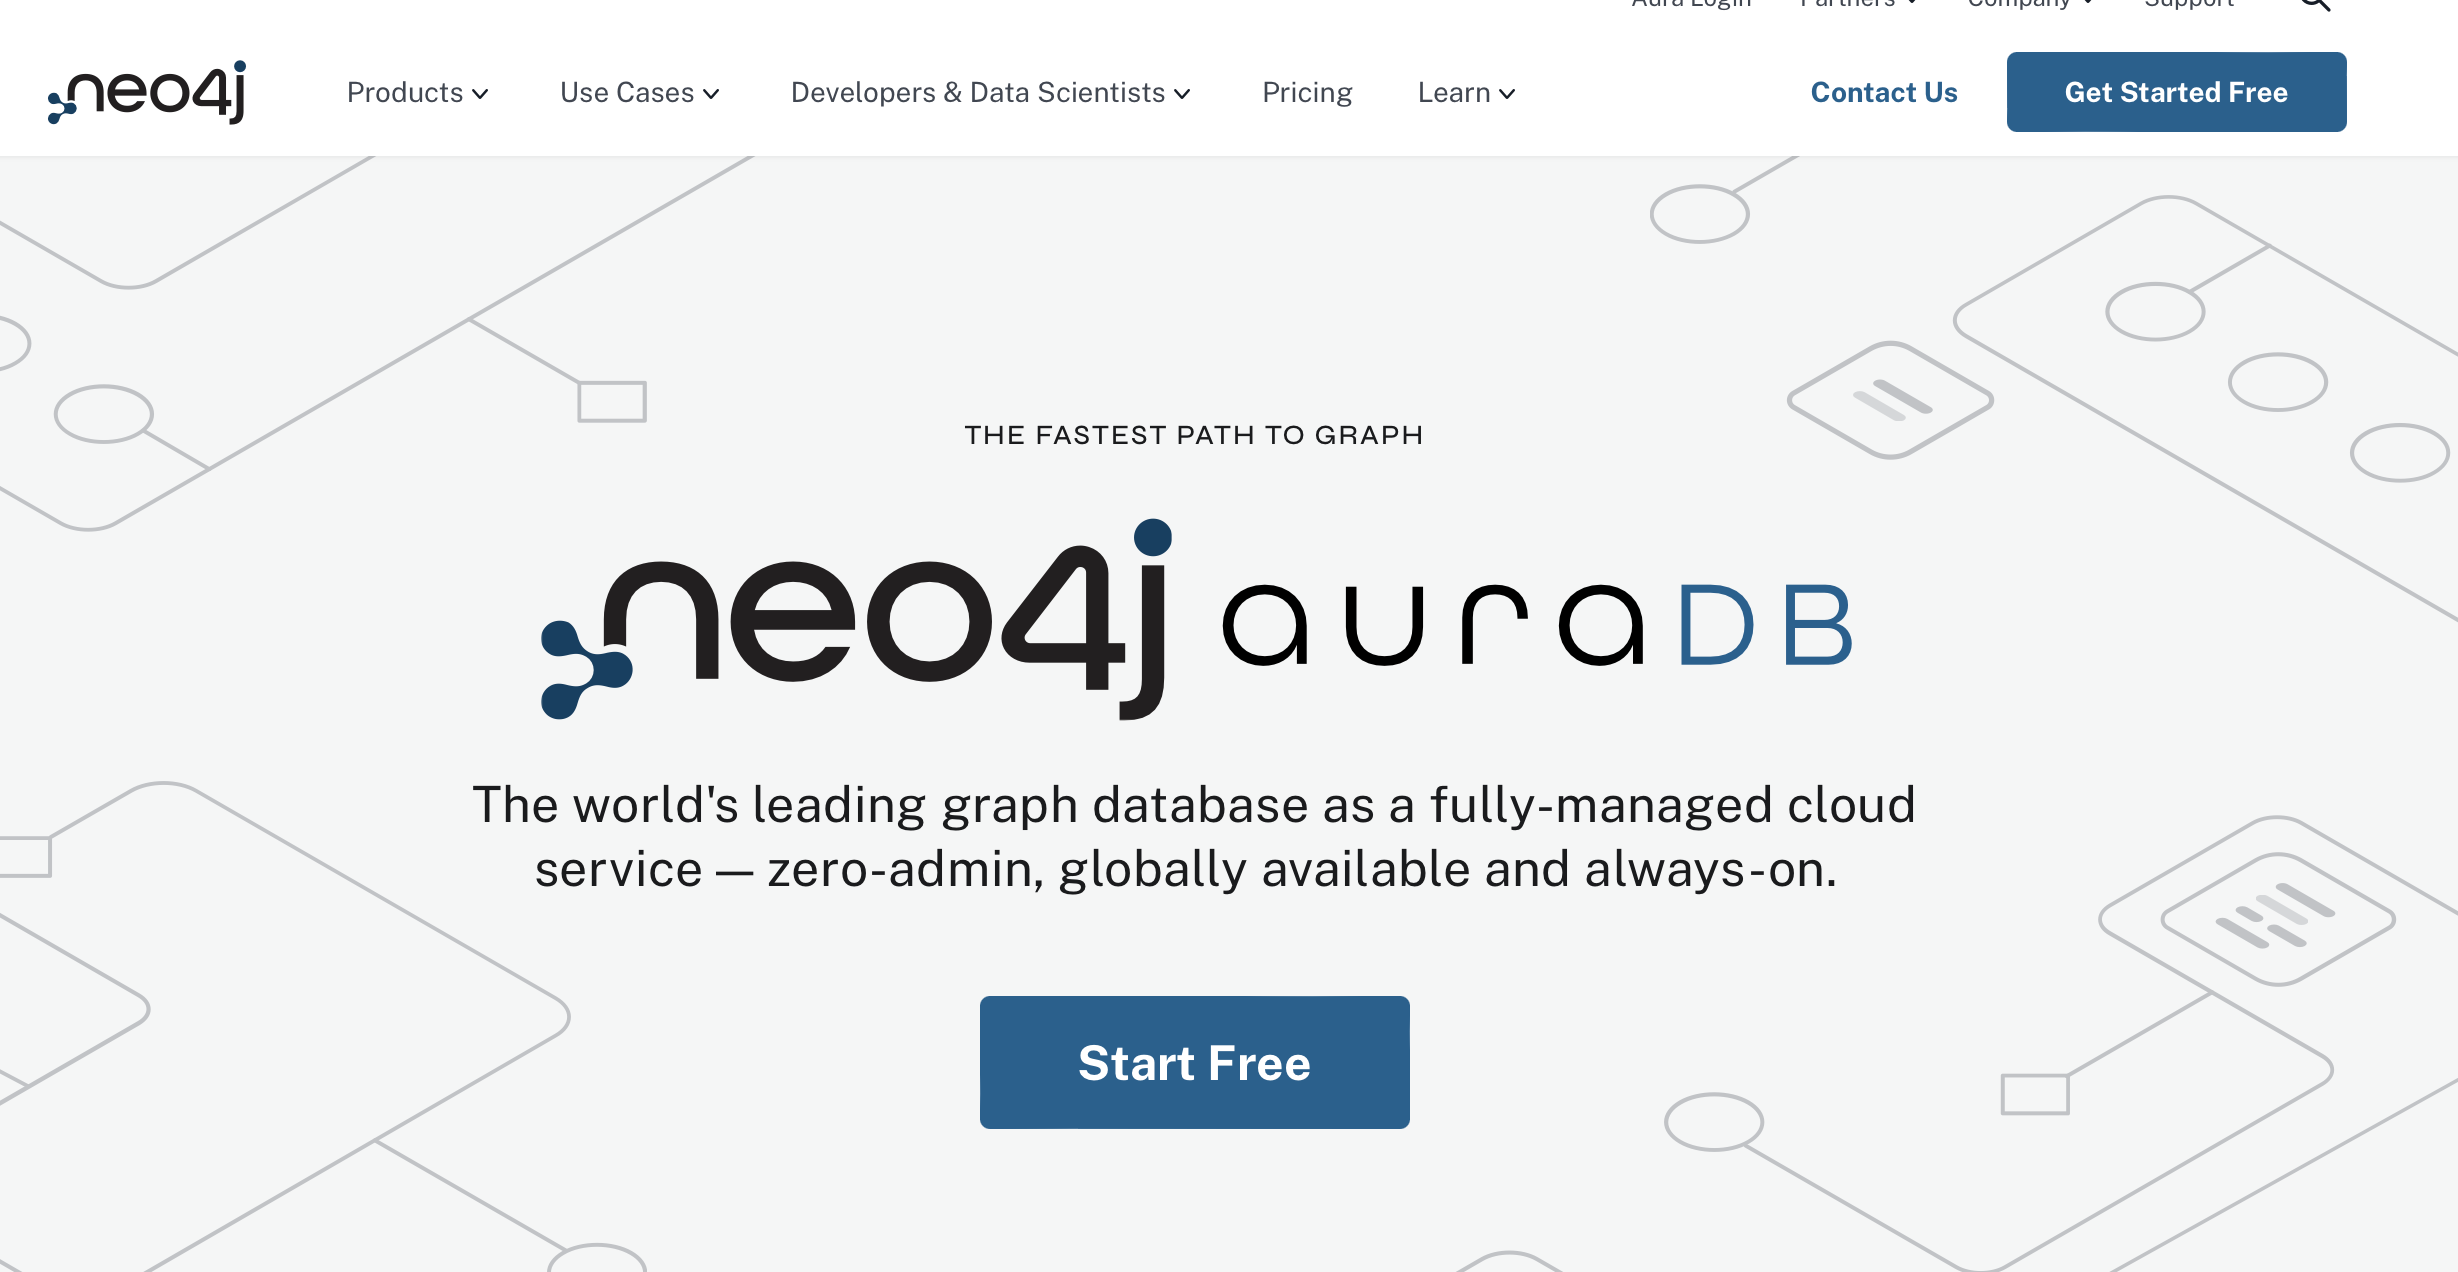 Aura Login Partners Company Support
neo4j Products Use Cases Developers & Data Scientists Pricing Learn Contact Us Get Started Free
THE FASTEST PATH TO GRAPH
neo4j auraDB
The world's leading graph database as a fully-managed cloud
service — zero-admin, globally available and always-on.
Start Free